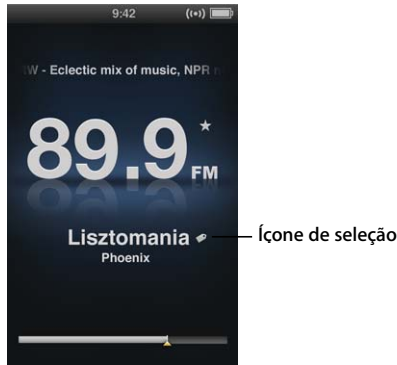 9:42
W - Eclectic mix of music, NPR
89.9 FM
Lisztomania
Phoenix
Ícone de seleção